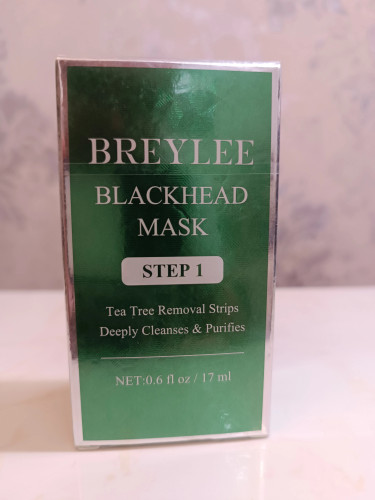 BREYLEE
BLACKHEAD
MASK
STEP 1
Tea Tree Removal Strips
Deeply Cleanses & Purifies
NET:0.6 fl oz / 17 ml